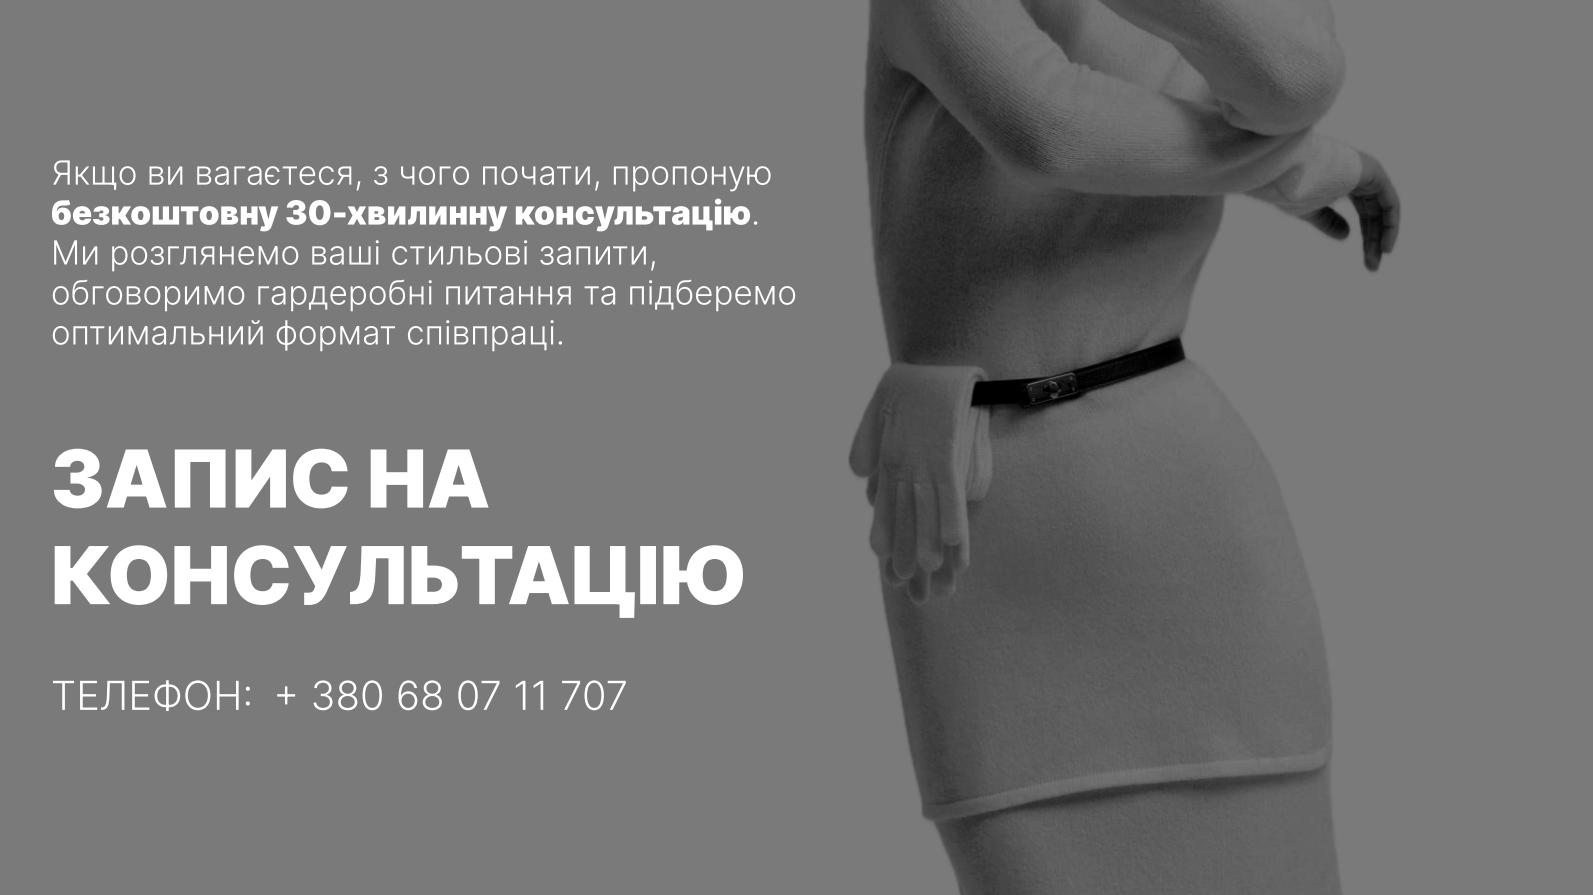 Якщо ви вагаєтеся, з чого почати, пропоную
безкоштовну 30-хвилинну консультацію.
Ми розглянемо ваші стильові запити,
обговоримо гардеробні питання та підберемо
оптимальний формат співпраці.
ЗАПИС НА
КОНСУЛЬТАЦІЮ
ТЕЛЕФОН: + 380 68 07 11 707